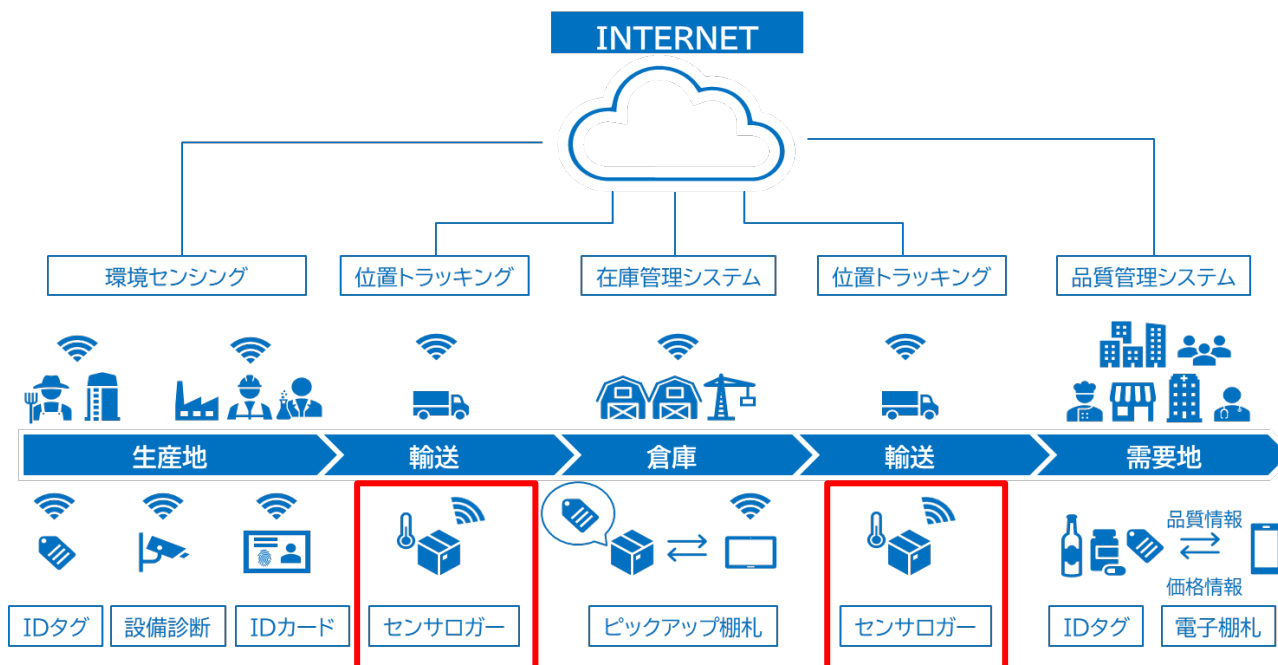 INTERNET
環境センシング
位置トラッキング
在庫管理システム
位置トラッキング
品質管理システム
生産地
輸送
倉庫
輸送
需要地
品質情報
価格情報
IDタグ
設備診断
IDカード
センサロガー
ピックアップ棚札
センサロガー
IDタグ
電子棚札